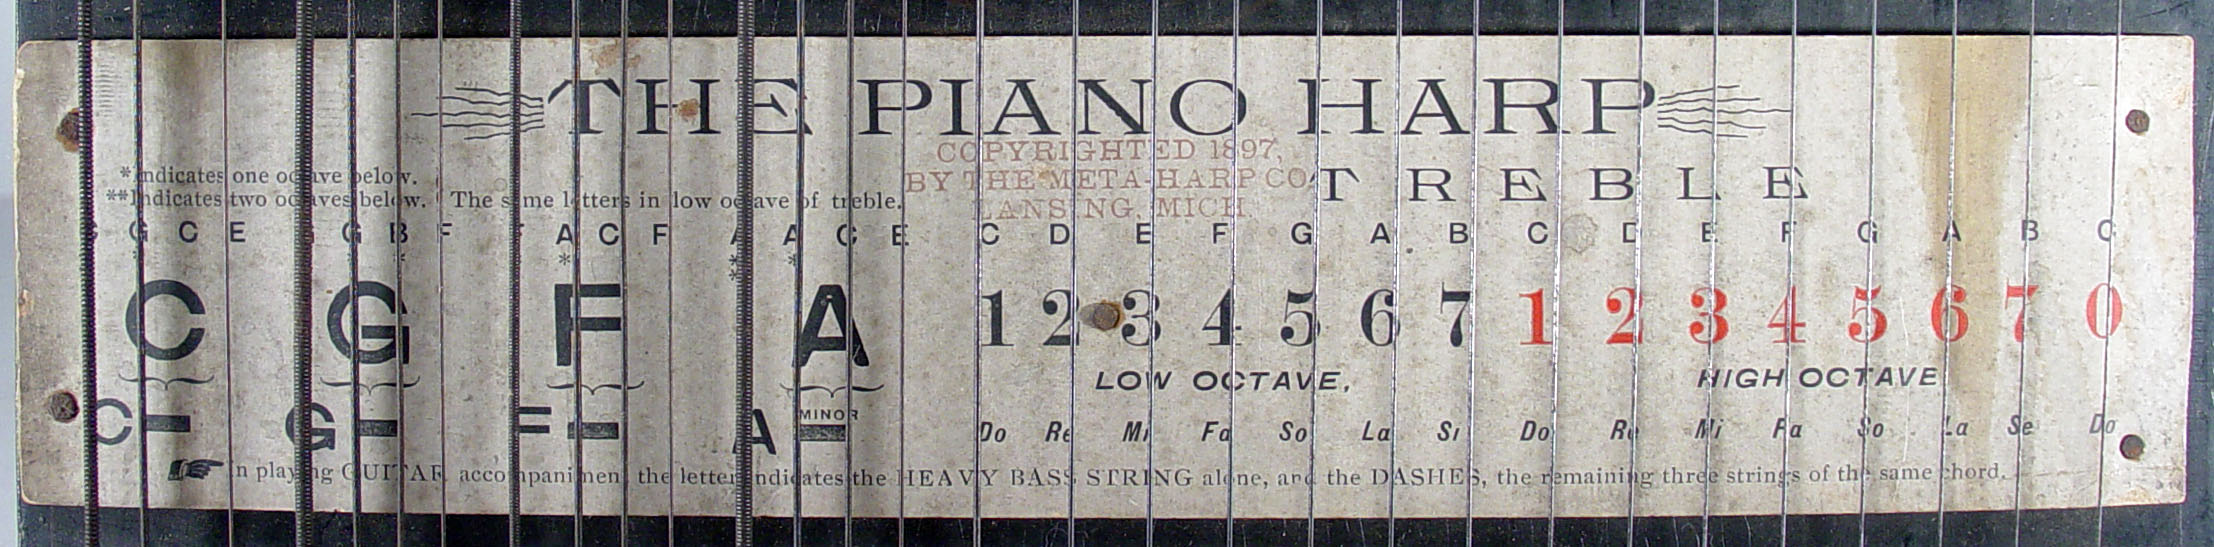 THE PIANO HARP
COPYRIGHTED 1897,
BY THE META-HARP CO.
LANSING, MICH.
TREBLE
*Indicates one octave below.
**Indicates two octaves below. The same letters in low octave of treble.
G C E G B F A C F A A C E C D E F G A B C D E F G A B C
* * * * ** *
C G F A 1 2 3 4 5 6 7 1 2 3 4 5 6 7 0
LOW OCTAVE, HIGH OCTAVE
C— G— F— A— MINOR
Do Re Mi Fa So La Si Do Re Mi Fa So La Se Do
In playing GUITAR accompaniment the letter indicates the HEAVY BASS STRING alone, and the DASHES, the remaining three strings of the same chord.